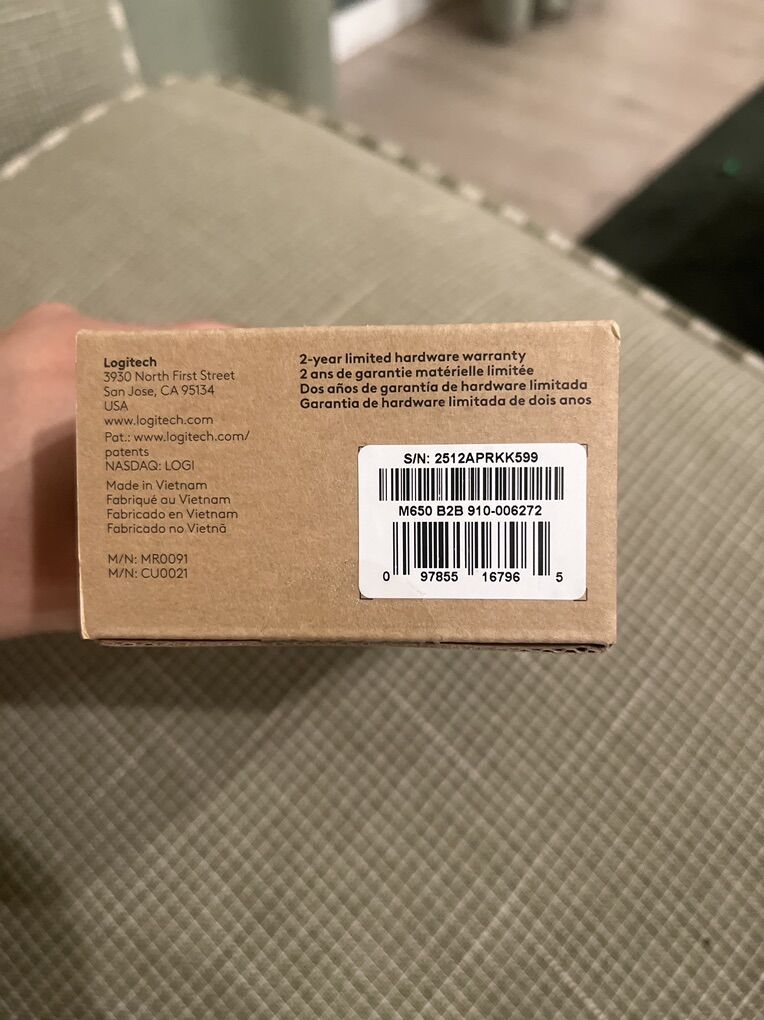 Logitech
3930 North First Street
San Jose, CA 95134
USA
www.logitech.com
Pat.: www.logitech.com/
patents
NASDAQ: LOGI
Made in Vietnam
Fabriqué au Vietnam
Fabricado en Vietnam
Fabricado no Vietnã
M/N: MR0091
M/N: CU0021
2-year limited hardware warranty
2 ans de garantie matérielle limitée
Dos años de garantía de hardware limitada
Garantia de hardware limitada de dois anos
S/N: 2512APRKK599
M650 B2B 910-006272
0 97855 16796 5